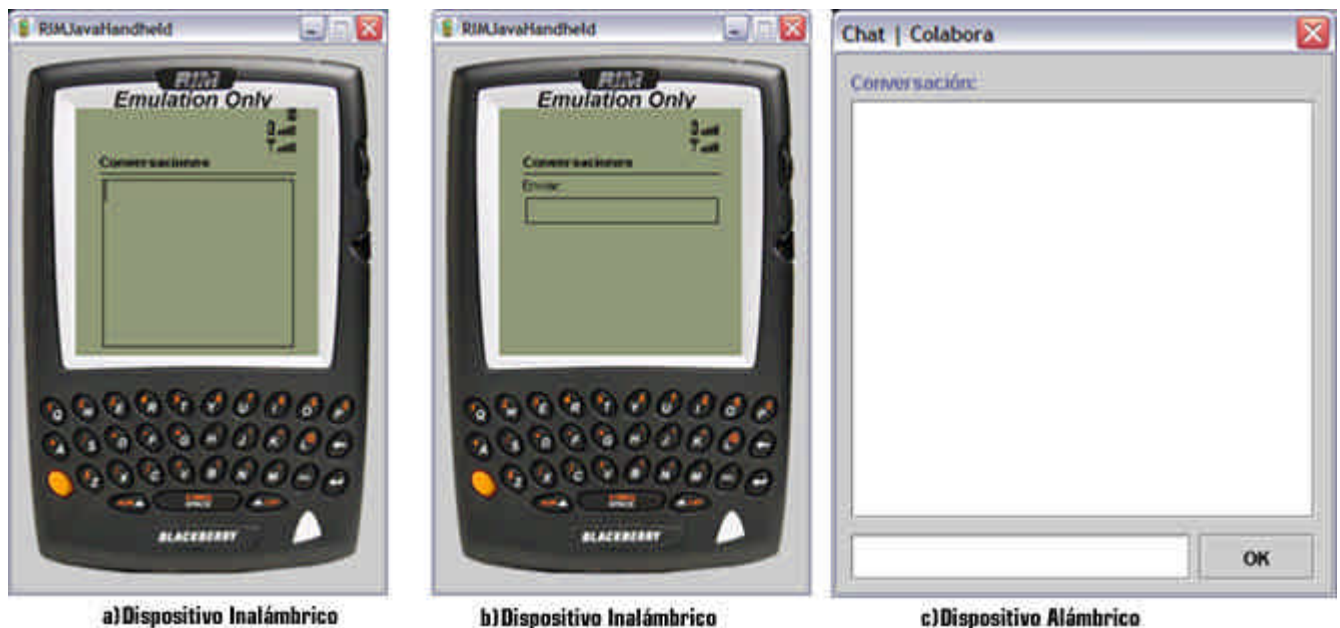 RIMJavaHandheld
RIM
Emulation Only
Conversaciones
BLACKBERRY
a)Dispositivo Inalámbrico
RIMJavaHandheld
RIM
Emulation Only
Conversaciones
Enviar:
BLACKBERRY
b)Dispositivo Inalámbrico
Chat | Colabora
Conversación:
OK
c)Dispositivo Alámbrico